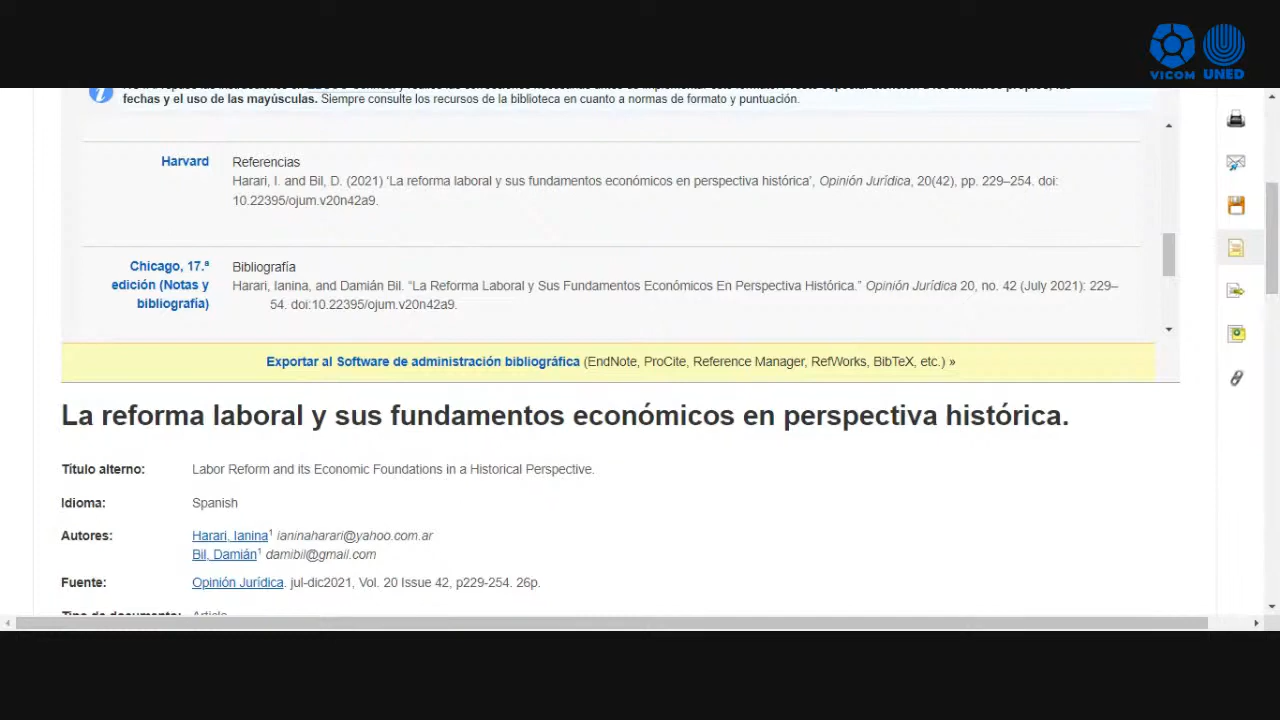 VICOM UNED
fechas y el uso de las mayúsculas. Siempre consulte los recursos de la biblioteca en cuanto a normas de formato y puntuación.
Harvard
Referencias
Harari, I. and Bil, D. (2021) ‘La reforma laboral y sus fundamentos económicos en perspectiva histórica’, Opinión Jurídica, 20(42), pp. 229–254. doi:
10.22395/ojum.v20n42a9.
Chicago, 17.ª
edición (Notas y
bibliografía)
Bibliografía
Harari, Ianina, and Damián Bil. “La Reforma Laboral y Sus Fundamentos Económicos En Perspectiva Histórica.” Opinión Jurídica 20, no. 42 (July 2021): 229–
54. doi:10.22395/ojum.v20n42a9.
Exportar al Software de administración bibliográfica (EndNote, ProCite, Reference Manager, RefWorks, BibTeX, etc.) »
La reforma laboral y sus fundamentos económicos en perspectiva histórica.
Título alterno: Labor Reform and its Economic Foundations in a Historical Perspective.
Idioma: Spanish
Autores: Harari, Ianina1 ianinaharari@yahoo.com.ar
Bil, Damián1 damibil@gmail.com
Fuente: Opinión Jurídica. jul-dic2021, Vol. 20 Issue 42, p229-254. 26p.
Tipo de documento: Article